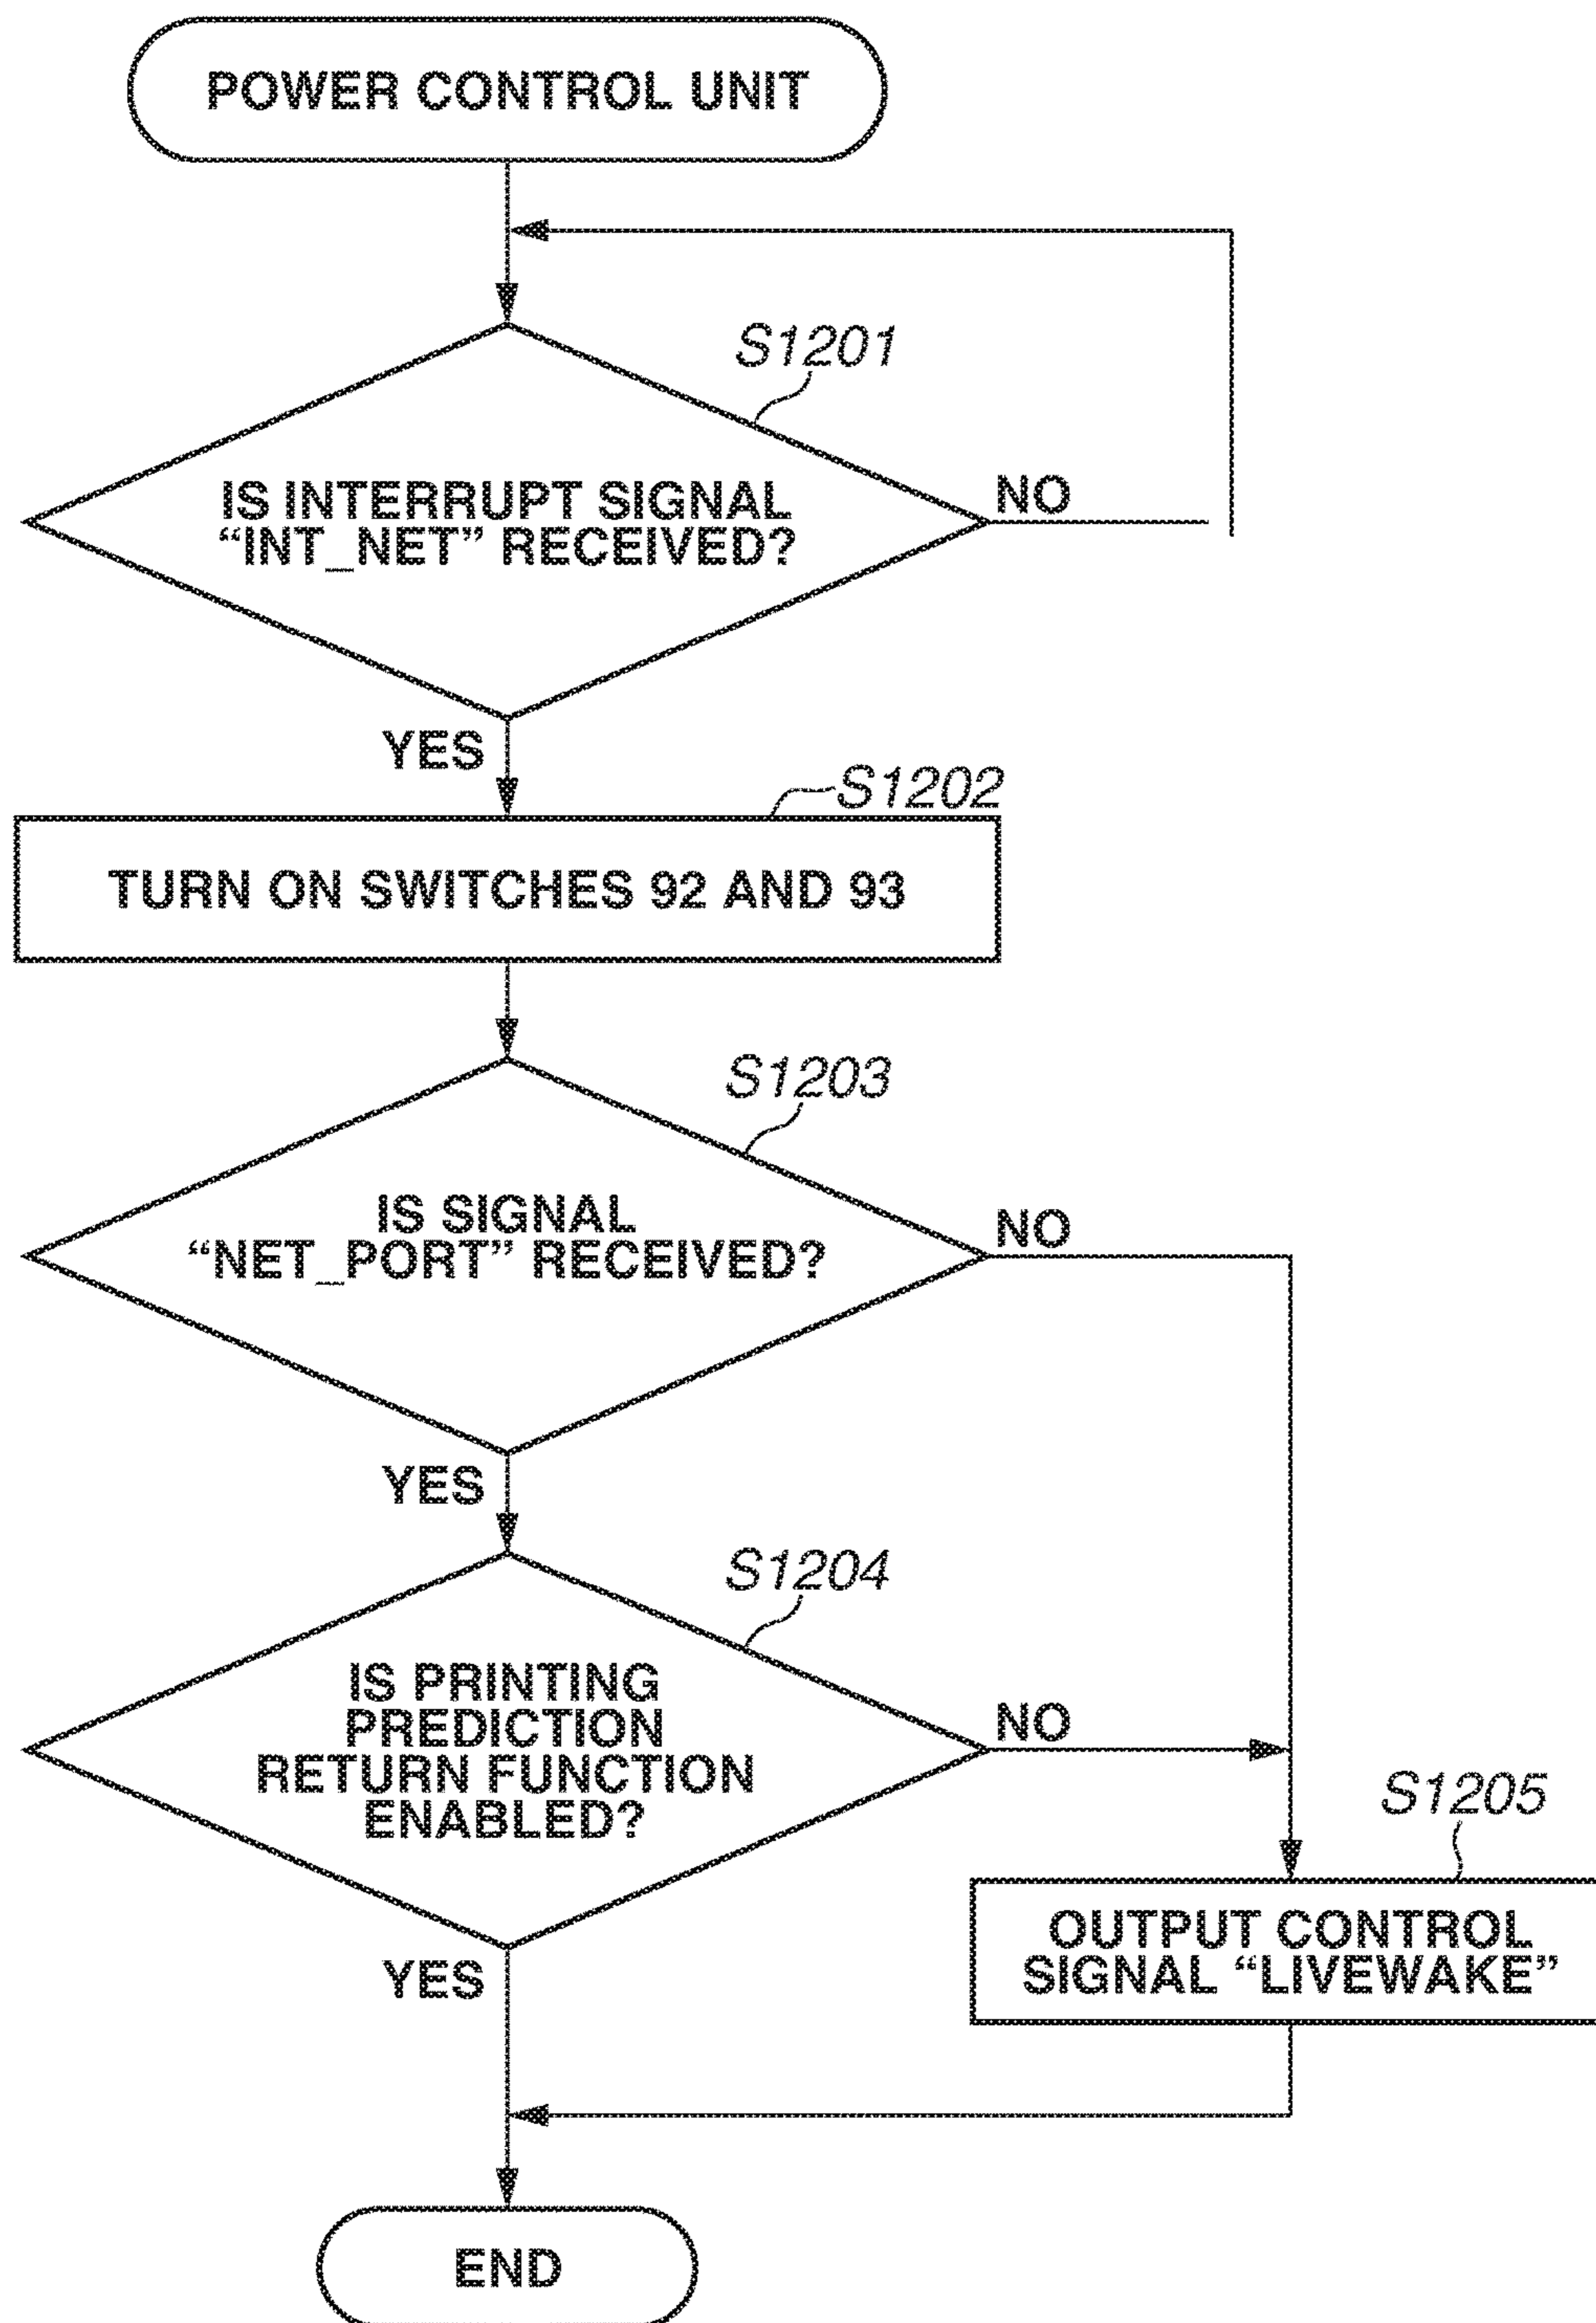 POWER CONTROL UNIT
S1201
IS INTERRUPT SIGNAL
“INT_NET” RECEIVED?
NO
YES
S1202
TURN ON SWITCHES 92 AND 93
S1203
IS SIGNAL
“NET_PORT” RECEIVED?
NO
YES
S1204
IS PRINTING
PREDICTION
RETURN FUNCTION
ENABLED?
NO
YES
S1205
OUTPUT CONTROL
SIGNAL “LIVEWAKE”
END